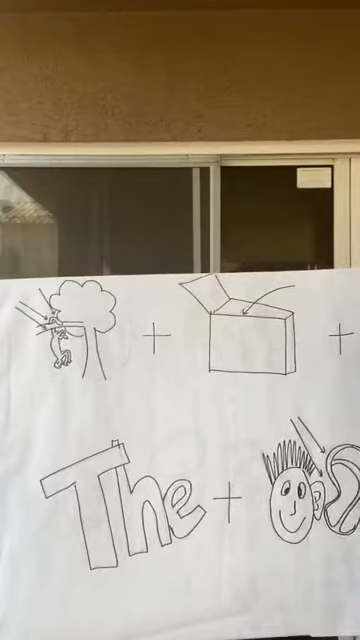 + +
The +